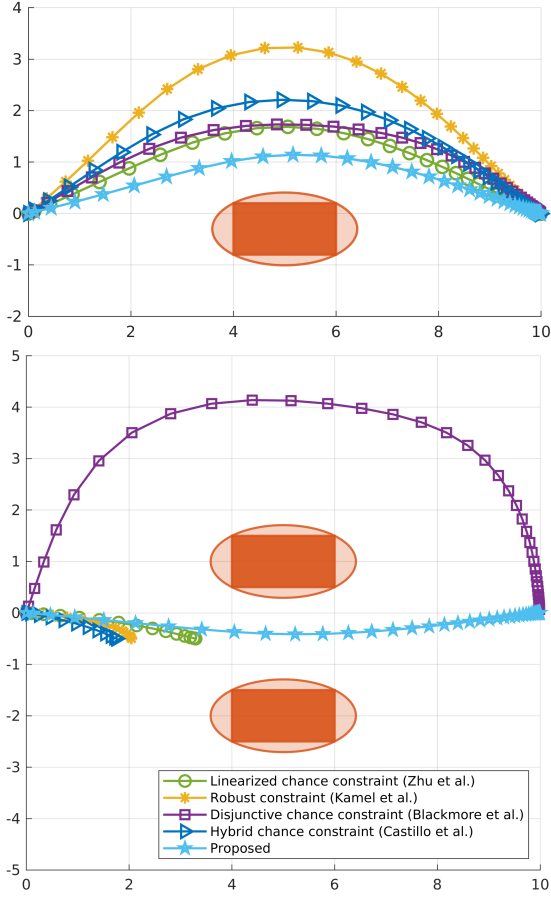 4
3
2
1
0
-1
-2
0 2 4 6 8 10
5
4
3
2
1
0
-1
-2
-3
-4
-5
Linearized chance constraint (Zhu et al.)
Robust constraint (Kamel et al.)
Disjunctive chance constraint (Blackmore et al.)
Hybrid chance constraint (Castillo et al.)
Proposed
0 2 4 6 8 10